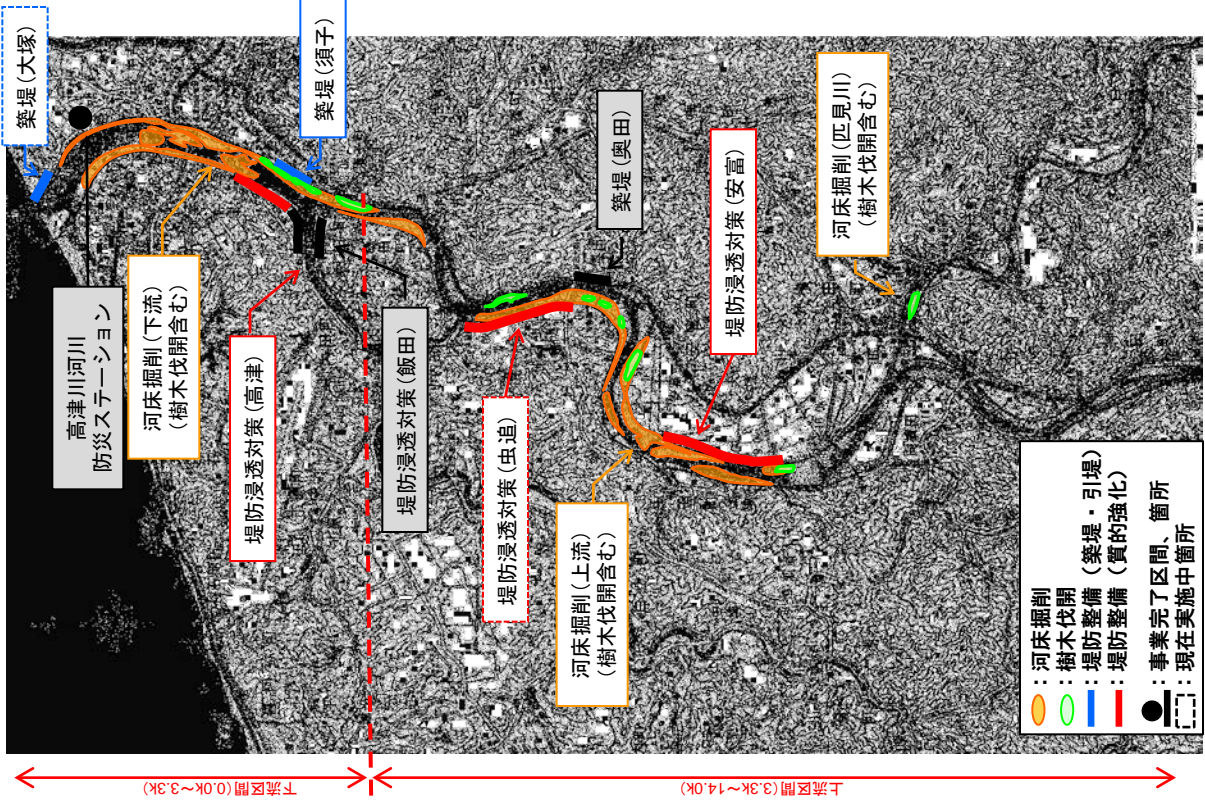 築堤(大塚)
築堤(須子)
高津川河川
防災ステーション
河床掘削(下流)
(樹木伐開含む)
堤防浸透対策(高津)
堤防浸透対策(飯田)
築堤(奥田)
堤防浸透対策(虫追)
堤防浸透対策(安富)
河床掘削(匹見川)
(樹木伐開含む)
河床掘削(上流)
(樹木伐開含む)
:河床掘削
:樹木伐開
:堤防整備(築堤・引堤)
:堤防整備(質的強化)
:事業完了区間、箇所
:現在実施中箇所
下流区間(0.0k~3.3k)
上流区間(3.3k~14.0k)